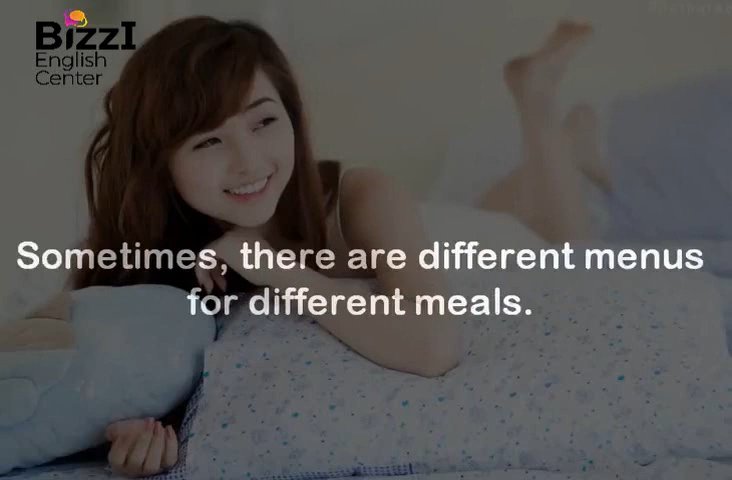 BizzI
English
Center
Sometimes, there are different menus
for different meals.